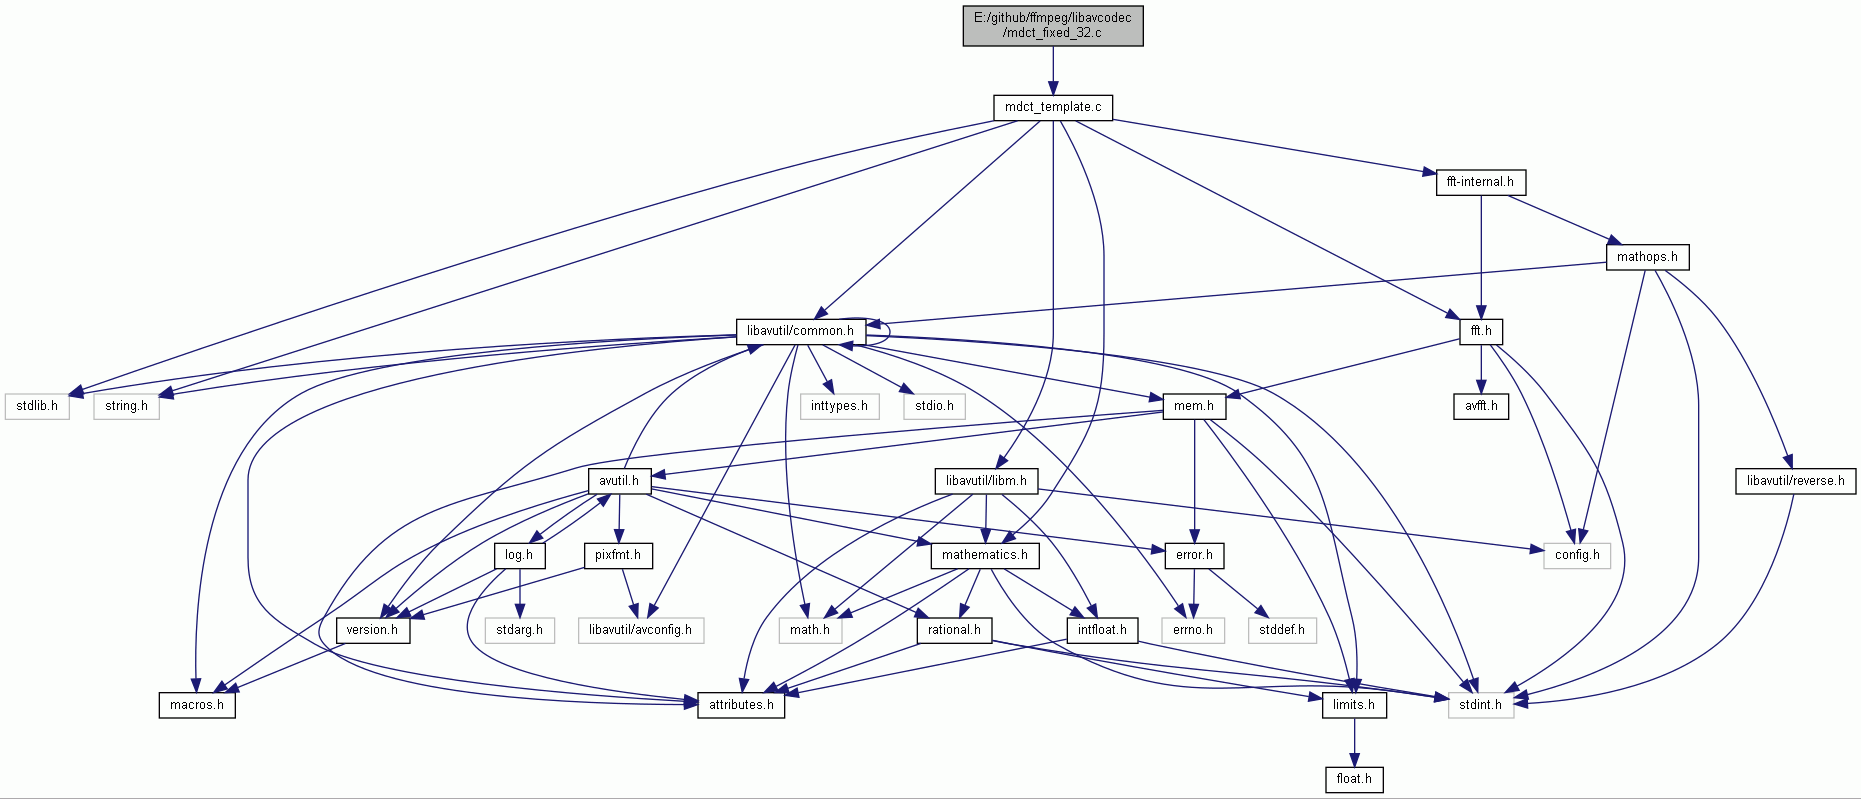 E:/github/ffmpeg/libavcodec
/mdct_fixed_32.c
mdct_template.c
fft-internal.h
mathops.h
libavutil/common.h
fft.h
stdlib.h
string.h
inttypes.h
stdio.h
mem.h
avfft.h
avutil.h
libavutil/libm.h
libavutil/reverse.h
log.h
pixfmt.h
mathematics.h
error.h
config.h
version.h
stdarg.h
libavutil/avconfig.h
math.h
rational.h
intfloat.h
errno.h
stddef.h
macros.h
attributes.h
limits.h
stdint.h
float.h